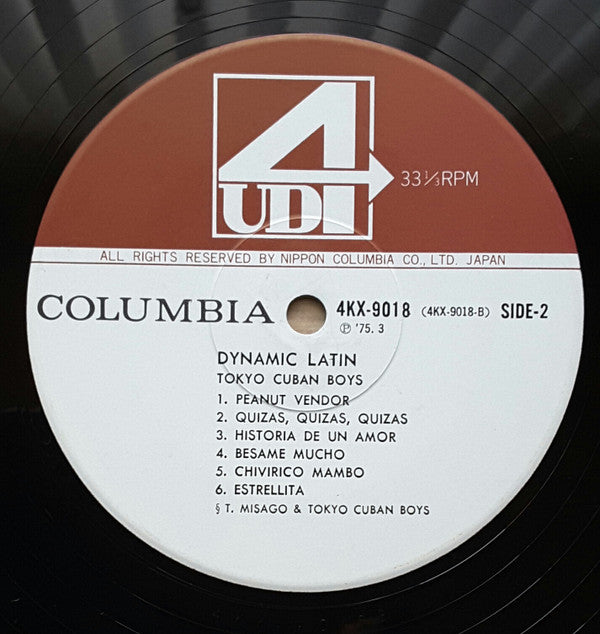 4
UD
33⅓RPM
ALL RIGHTS RESERVED BY NIPPON COLUMBIA CO., LTD. JAPAN
COLUMBIA 4KX-9018 (4KX-9018-B) SIDE-2
Ⓟ '75. 3
DYNAMIC LATIN
TOKYO CUBAN BOYS
1. PEANUT VENDOR
2. QUIZAS, QUIZAS, QUIZAS
3. HISTORIA DE UN AMOR
4. BESAME MUCHO
5. CHIVIRICO MAMBO
6. ESTRELLITA
§ T. MISAGO & TOKYO CUBAN BOYS